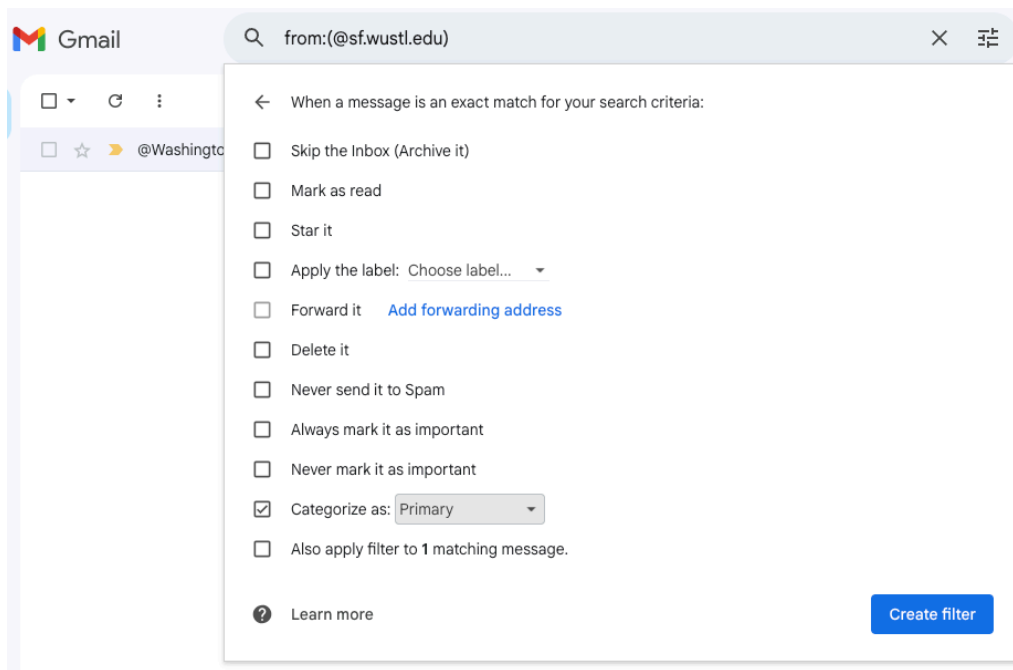 Gmail
from:(@sf.wustl.edu)
When a message is an exact match for your search criteria:
@Washingto
Skip the Inbox (Archive it)
Mark as read
Star it
Apply the label: Choose label...
Forward it Add forwarding address
Delete it
Never send it to Spam
Always mark it as important
Never mark it as important
Categorize as: Primary
Also apply filter to 1 matching message.
Learn more
Create filter